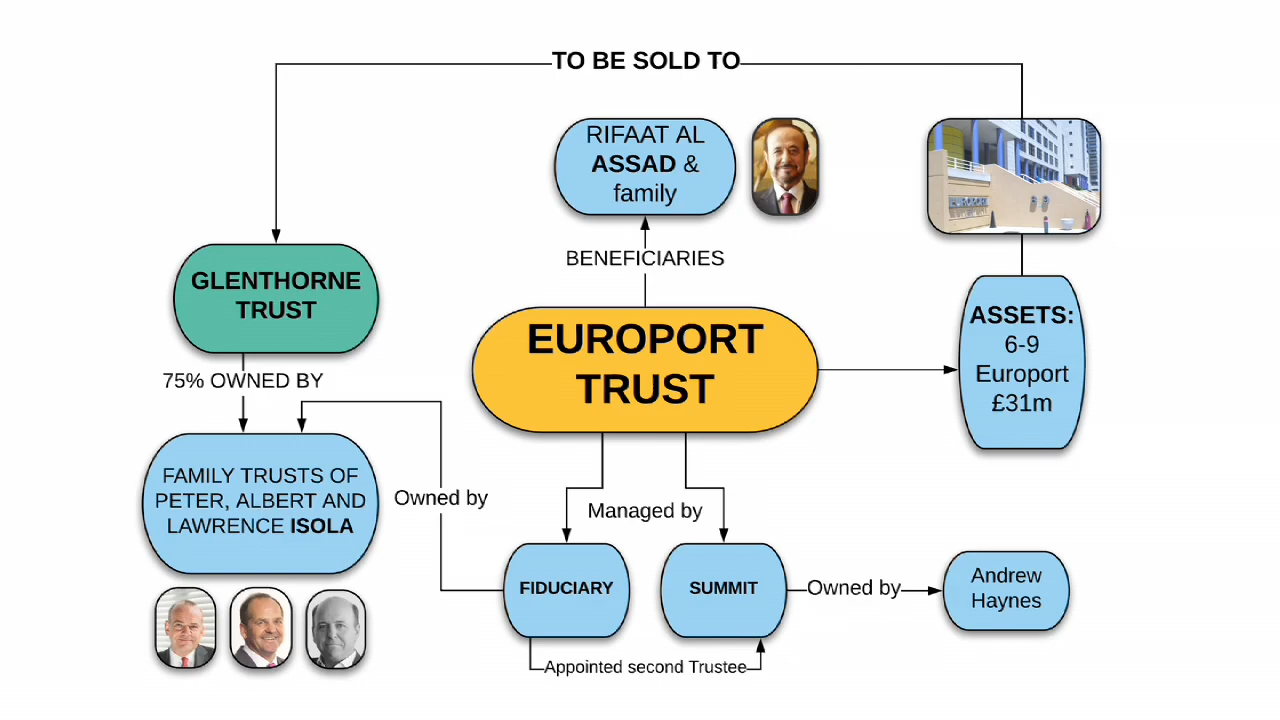 TO BE SOLD TO
RIFAAT AL
ASSAD &
family
EUROPORT
BENEFICIARIES
GLENTHORNE
TRUST
ASSETS:
6-9
Europort
£31m
EUROPORT
TRUST
75% OWNED BY
FAMILY TRUSTS OF
PETER, ALBERT AND
LAWRENCE ISOLA
Owned by
Managed by
FIDUCIARY
SUMMIT
Owned by
Andrew
Haynes
Appointed second Trustee